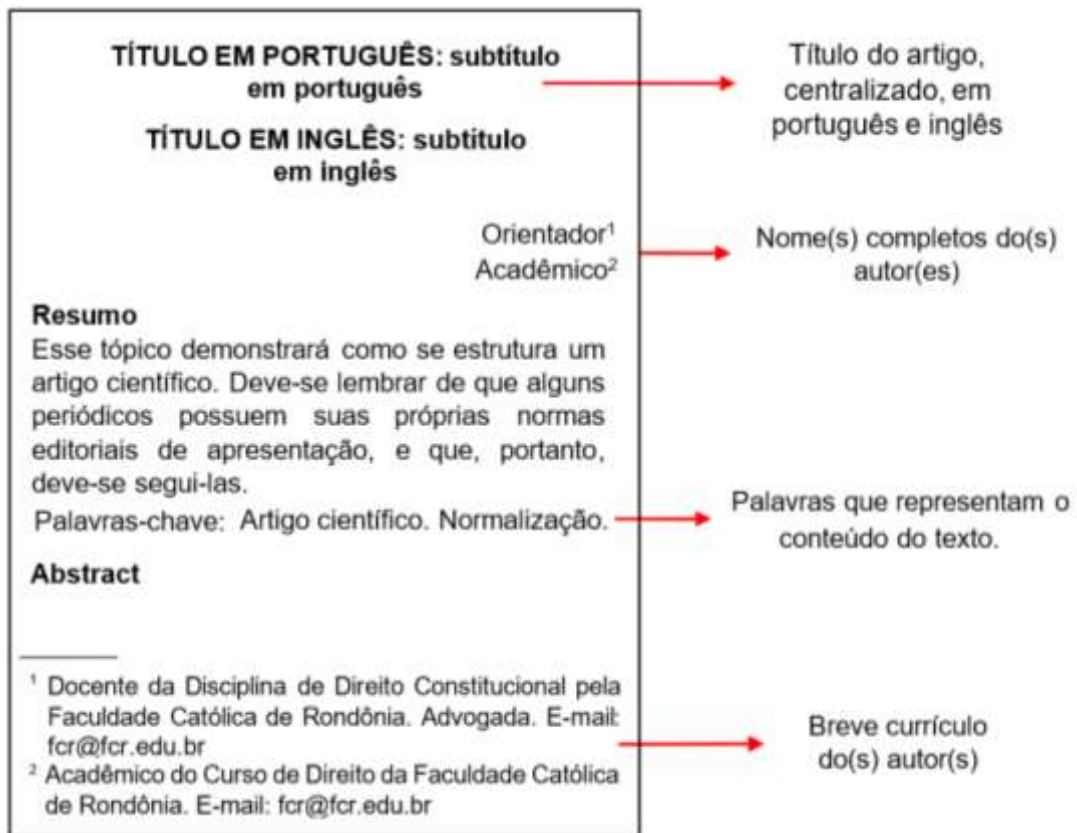 TÍTULO EM PORTUGUÊS: subtítulo
em português
Título do artigo,
centralizado, em
português e inglês
TÍTULO EM INGLÊS: subtítulo
em inglês
Orientador¹
Acadêmico²
Nome(s) completos do(s)
autor(es)
Resumo
Esse tópico demonstrará como se estrutura um
artigo científico. Deve-se lembrar de que alguns
periódicos possuem suas próprias normas
editoriais de apresentação, e que, portanto,
deve-se segui-las.
Palavras-chave: Artigo científico. Normalização.
Palavras que representam o
conteúdo do texto.
Abstract
¹ Docente da Disciplina de Direito Constitucional pela
Faculdade Católica de Rondônia. Advogada. E-mail:
fcr@fcr.edu.br
² Acadêmico do Curso de Direito da Faculdade Católica
de Rondônia. E-mail: fcr@fcr.edu.br
Breve currículo
do(s) autor(s)